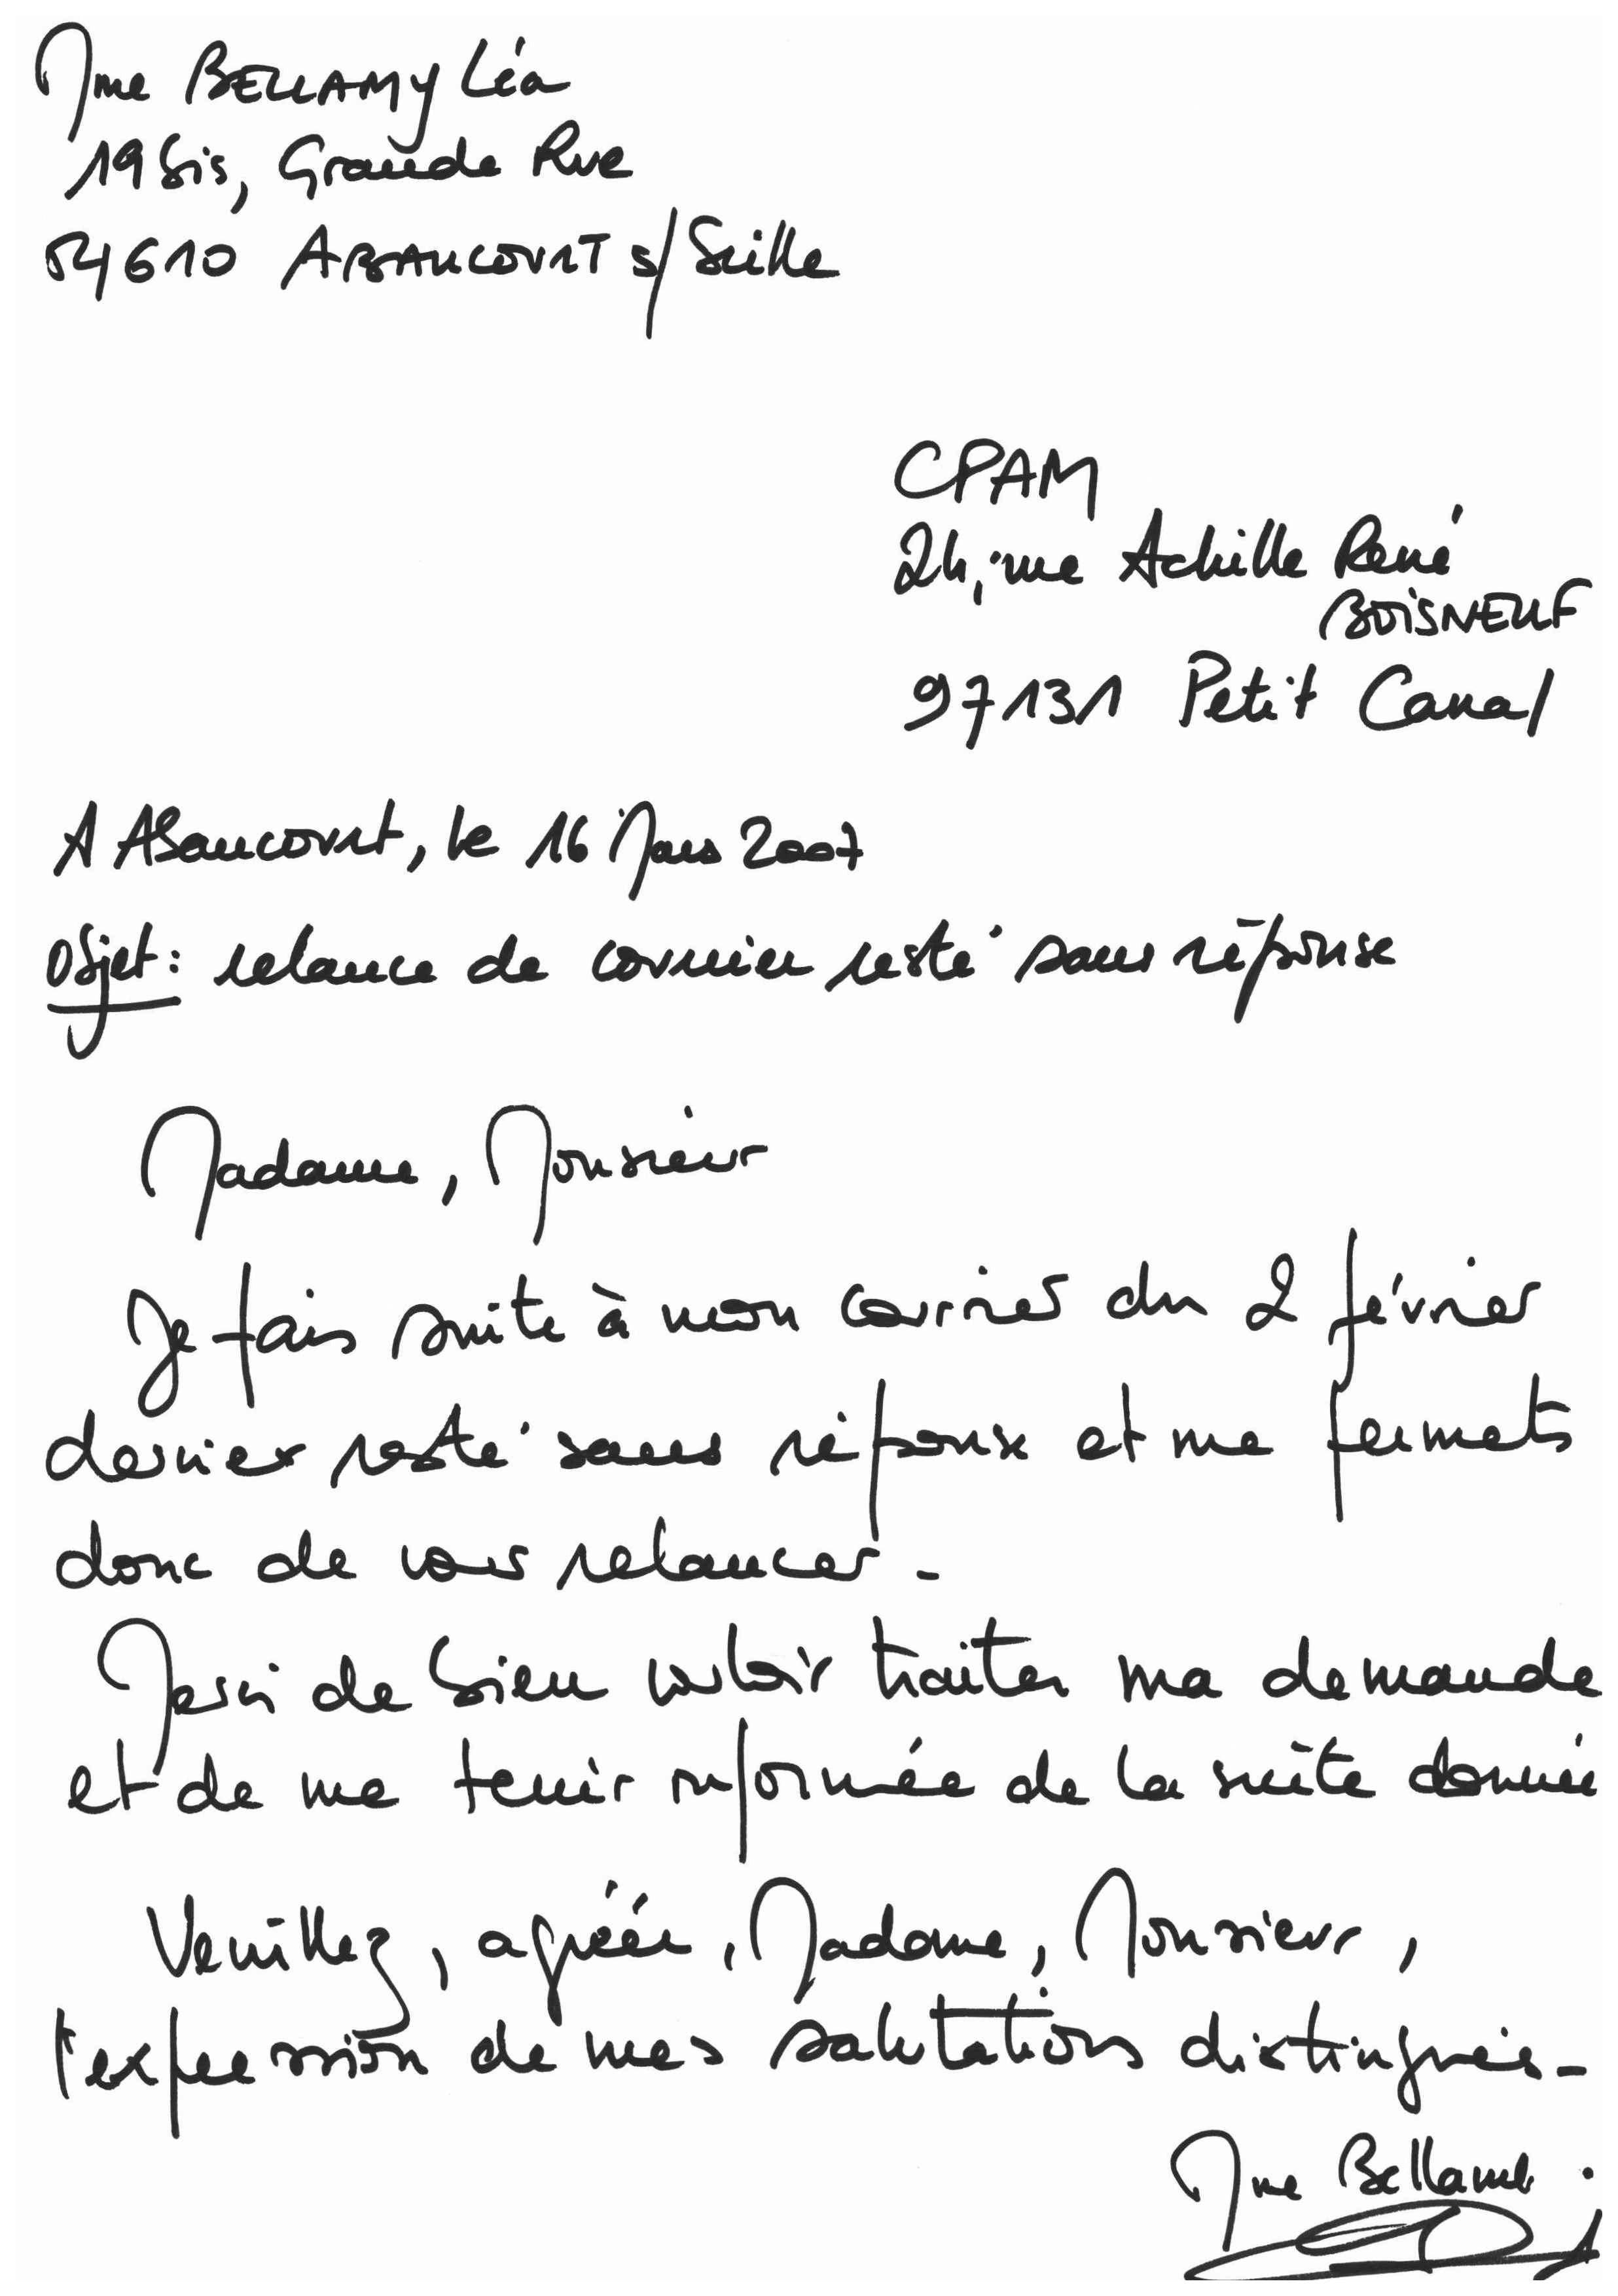 Mme BELLAMY Léa
19 bis, Grande Rue
54610 ABAUCOURT s/Seille
CPAM
24, rue Achille René
BOISNEUF
97131 Petit Canal
A Abaucourt, le 16 Mars 2007
Objet : relance de courrier resté sans réponse
Madame, Monsieur
Je fais suite à mon courrier du 2 février
dernier resté sans réponse et me permets
donc de vous relancer.
Merci de bien vouloir traiter ma demande
et de me tenir informée de la suite donnée
Veuillez, agréer, Madame, Monsieur,
l'expression de mes salutations distinguées.
Mme Bellamy